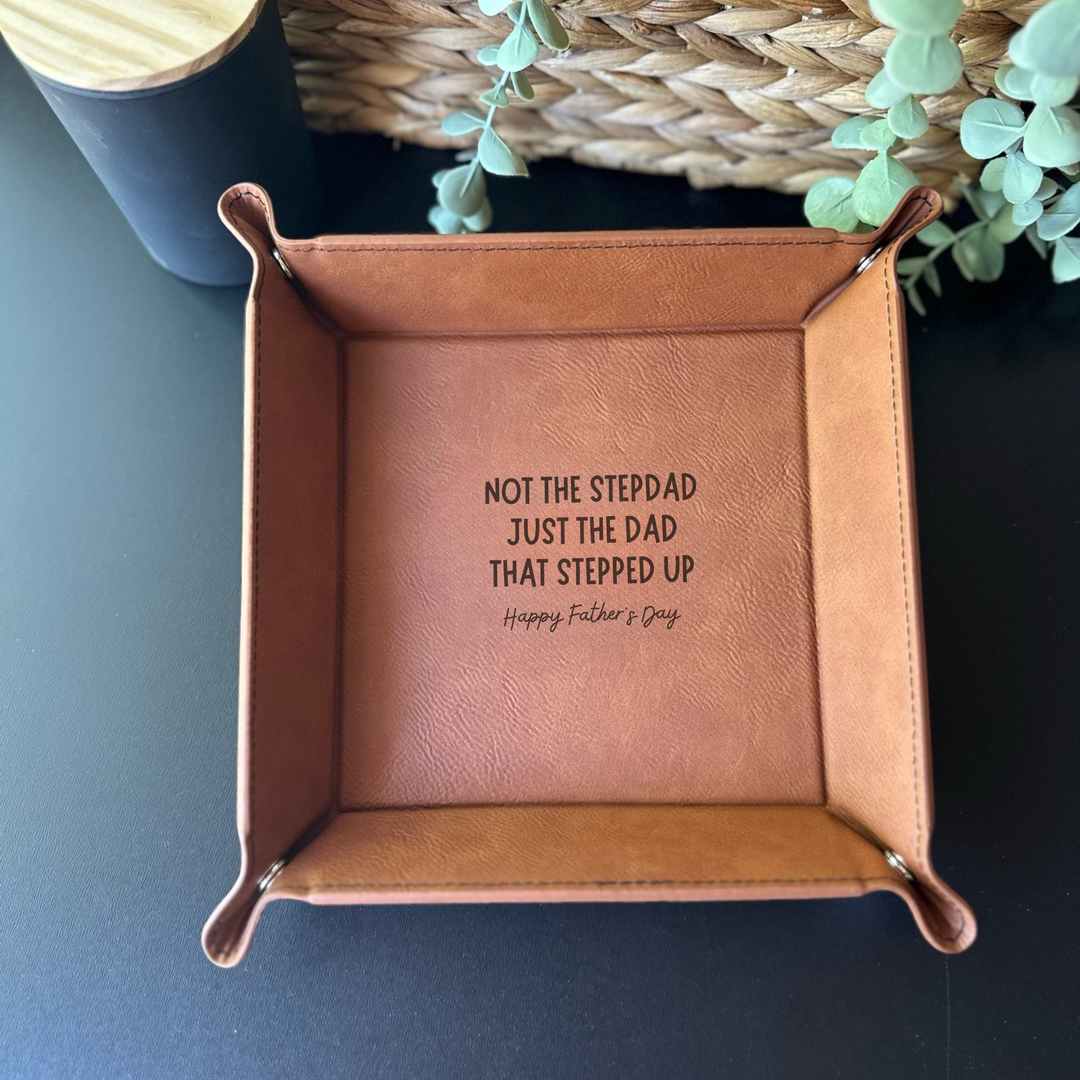 NOT THE STEPDAD
JUST THE DAD
THAT STEPPED UP
Happy Father's Day